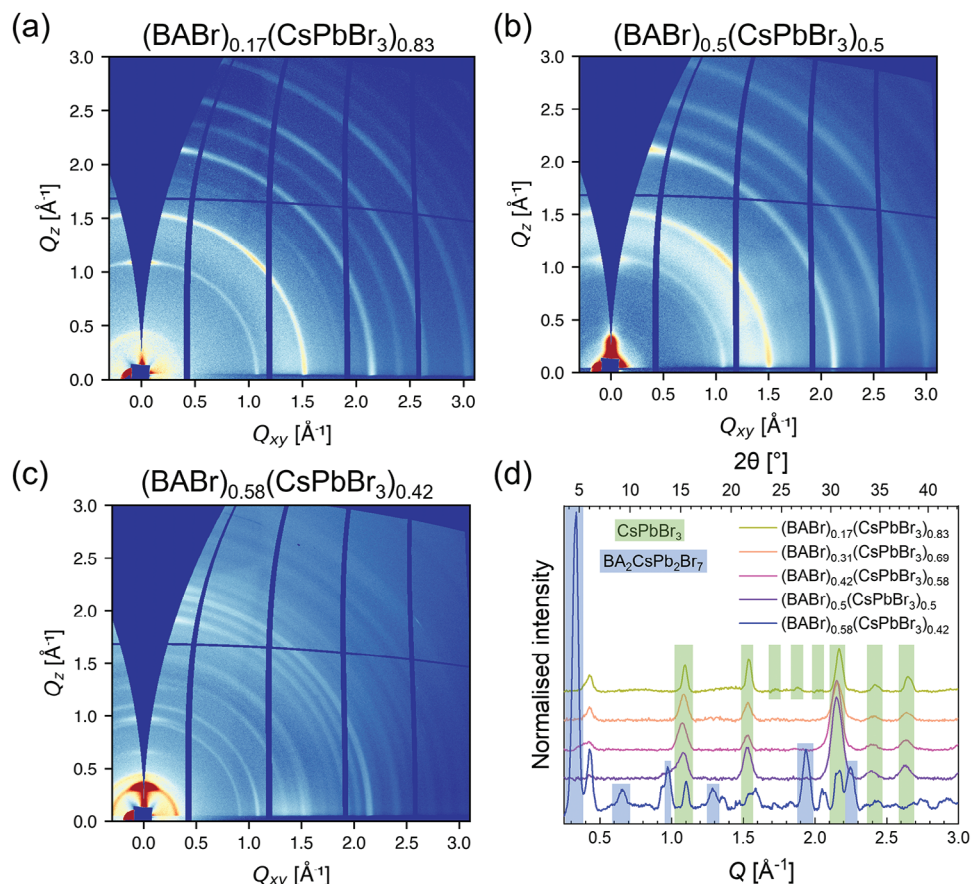 (a)
(BABr)0.17(CsPbBr3)0.83
3.0
2.5
2.0
1.5
1.0
0.5
0.0
Qz [Å-1]
0.0 0.5 1.0 1.5 2.0 2.5 3.0
Qxy [Å-1]
(b)
(BABr)0.5(CsPbBr3)0.5
3.0
2.5
2.0
1.5
1.0
0.5
0.0
Qz [Å-1]
0.0 0.5 1.0 1.5 2.0 2.5 3.0
Qxy [Å-1]
(c)
(BABr)0.58(CsPbBr3)0.42
3.0
2.5
2.0
1.5
1.0
0.5
0.0
Qz [Å-1]
0.0 0.5 1.0 1.5 2.0 2.5 3.0
Qxy [Å-1]
(d)
2θ [°]
5 10 15 20 25 30 35 40
CsPbBr3
BA2CsPb2Br7
(BABr)0.17(CsPbBr3)0.83
(BABr)0.31(CsPbBr3)0.69
(BABr)0.42(CsPbBr3)0.58
(BABr)0.5(CsPbBr3)0.5
(BABr)0.58(CsPbBr3)0.42
Normalised intensity
0.5 1.0 1.5 2.0 2.5 3.0
Q [Å-1]